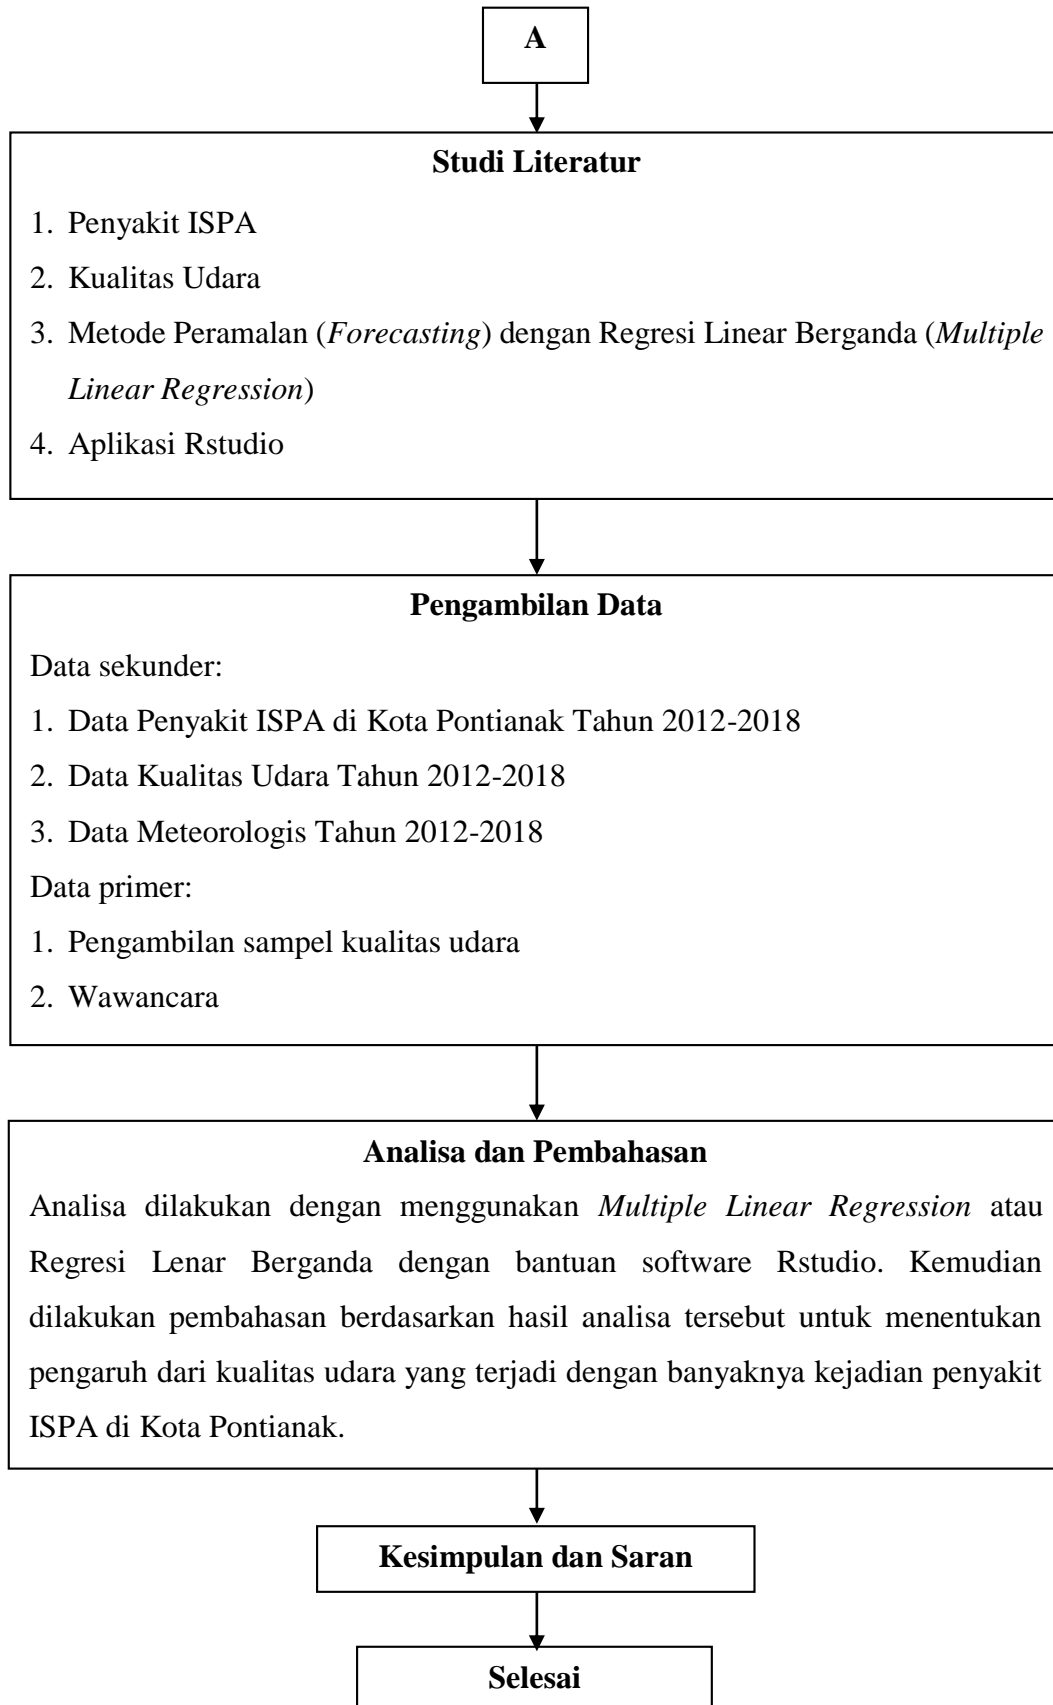 A
Studi Literatur
1. Penyakit ISPA
2. Kualitas Udara
3. Metode Peramalan (Forecasting) dengan Regresi Linear Berganda (Multiple
Linear Regression)
4. Aplikasi Rstudio
Pengambilan Data
Data sekunder:
1. Data Penyakit ISPA di Kota Pontianak Tahun 2012-2018
2. Data Kualitas Udara Tahun 2012-2018
3. Data Meteorologis Tahun 2012-2018
Data primer:
1. Pengambilan sampel kualitas udara
2. Wawancara
Analisa dan Pembahasan
Analisa dilakukan dengan menggunakan Multiple Linear Regression atau
Regresi Lenar Berganda dengan bantuan software Rstudio. Kemudian
dilakukan pembahasan berdasarkan hasil analisa tersebut untuk menentukan
pengaruh dari kualitas udara yang terjadi dengan banyaknya kejadian penyakit
ISPA di Kota Pontianak.
Kesimpulan dan Saran
Selesai